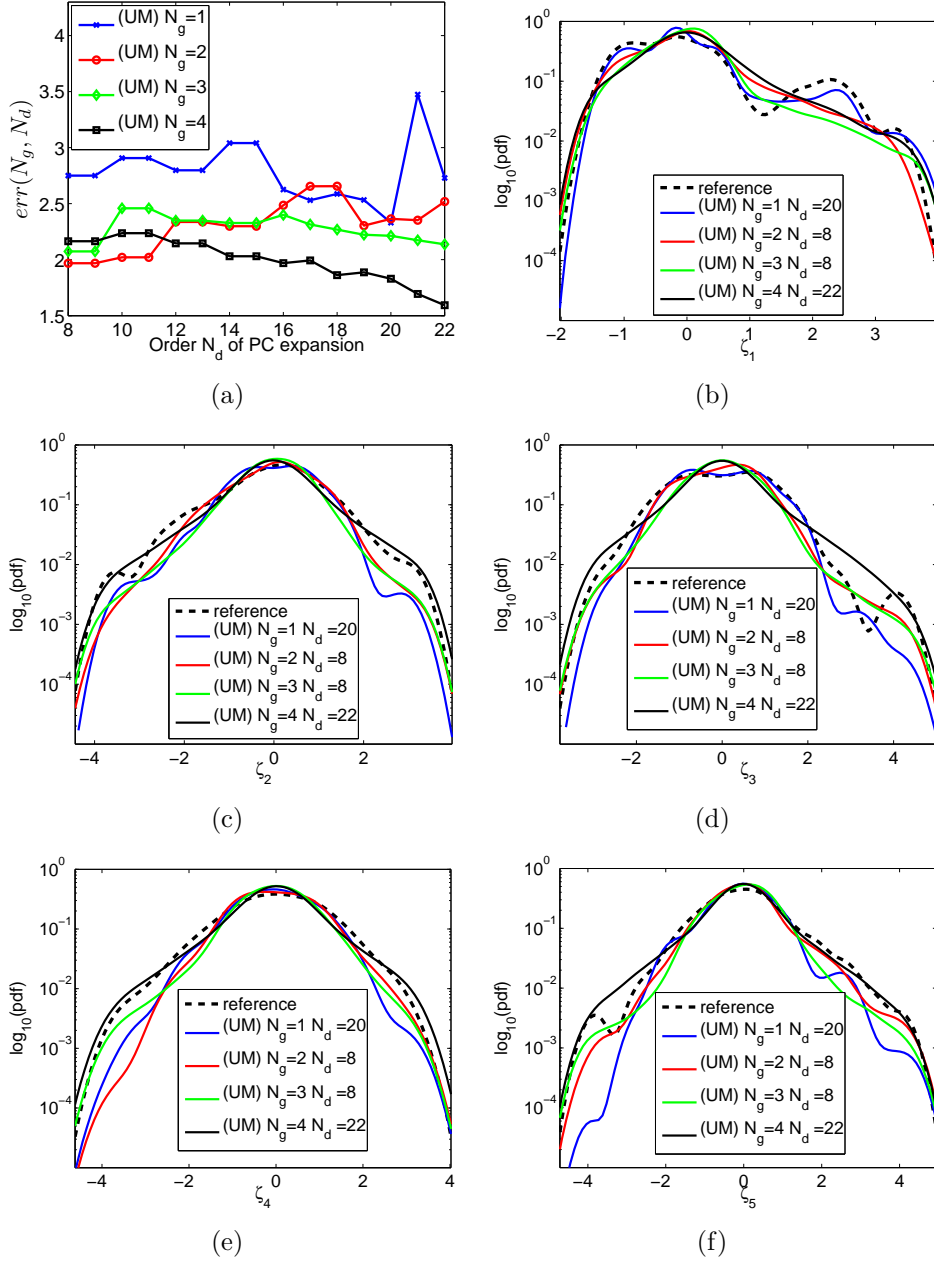 (UM) N_g=1
(UM) N_g=2
(UM) N_g=3
(UM) N_g=4
err(N_g, N_d)
4
3.5
3
2.5
2
1.5
8 10 12 14 16 18 20 22
Order N_d of PC expansion
(a)
log_10(pdf)
10^0
10^−1
10^−2
10^−3
10^−4
reference
(UM) N_g=1 N_d=20
(UM) N_g=2 N_d=8
(UM) N_g=3 N_d=8
(UM) N_g=4 N_d=22
−2 −1 0 1 2 3
ζ_1
(b)
log_10(pdf)
10^0
10^−1
10^−2
10^−3
10^−4
reference
(UM) N_g=1 N_d=20
(UM) N_g=2 N_d=8
(UM) N_g=3 N_d=8
(UM) N_g=4 N_d=22
−4 −2 0 2
ζ_2
(c)
log_10(pdf)
10^0
10^−1
10^−2
10^−3
10^−4
reference
(UM) N_g=1 N_d=20
(UM) N_g=2 N_d=8
(UM) N_g=3 N_d=8
(UM) N_g=4 N_d=22
−2 0 2 4
ζ_3
(d)
log_10(pdf)
10^0
10^−1
10^−2
10^−3
10^−4
reference
(UM) N_g=1 N_d=20
(UM) N_g=2 N_d=8
(UM) N_g=3 N_d=8
(UM) N_g=4 N_d=22
−4 −2 0 2 4
ζ_4
(e)
log_10(pdf)
10^0
10^−1
10^−2
10^−3
10^−4
reference
(UM) N_g=1 N_d=20
(UM) N_g=2 N_d=8
(UM) N_g=3 N_d=8
(UM) N_g=4 N_d=22
−4 −2 0 2 4
ζ_5
(f)